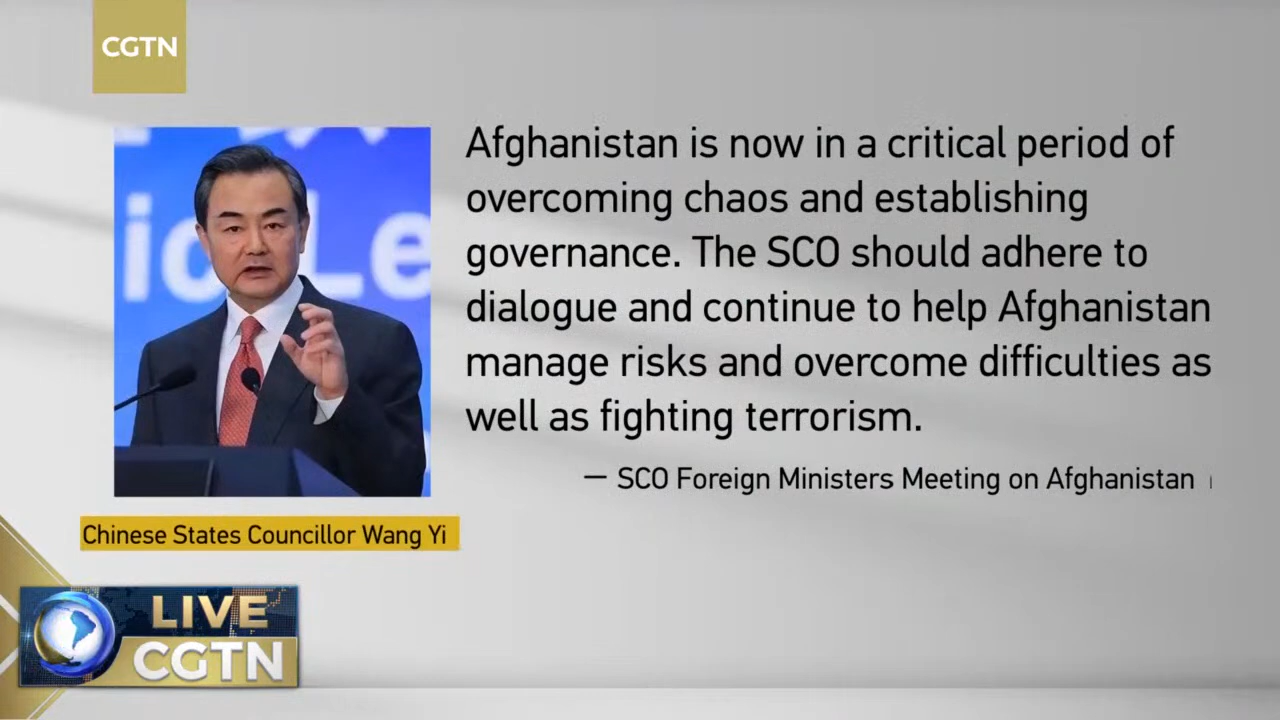 CGTN
ic Le
Afghanistan is now in a critical period of
overcoming chaos and establishing
governance. The SCO should adhere to
dialogue and continue to help Afghanistan
manage risks and overcome difficulties as
well as fighting terrorism.
— SCO Foreign Ministers Meeting on Afghanistan
Chinese States Councillor Wang Yi
LIVE
CGTN